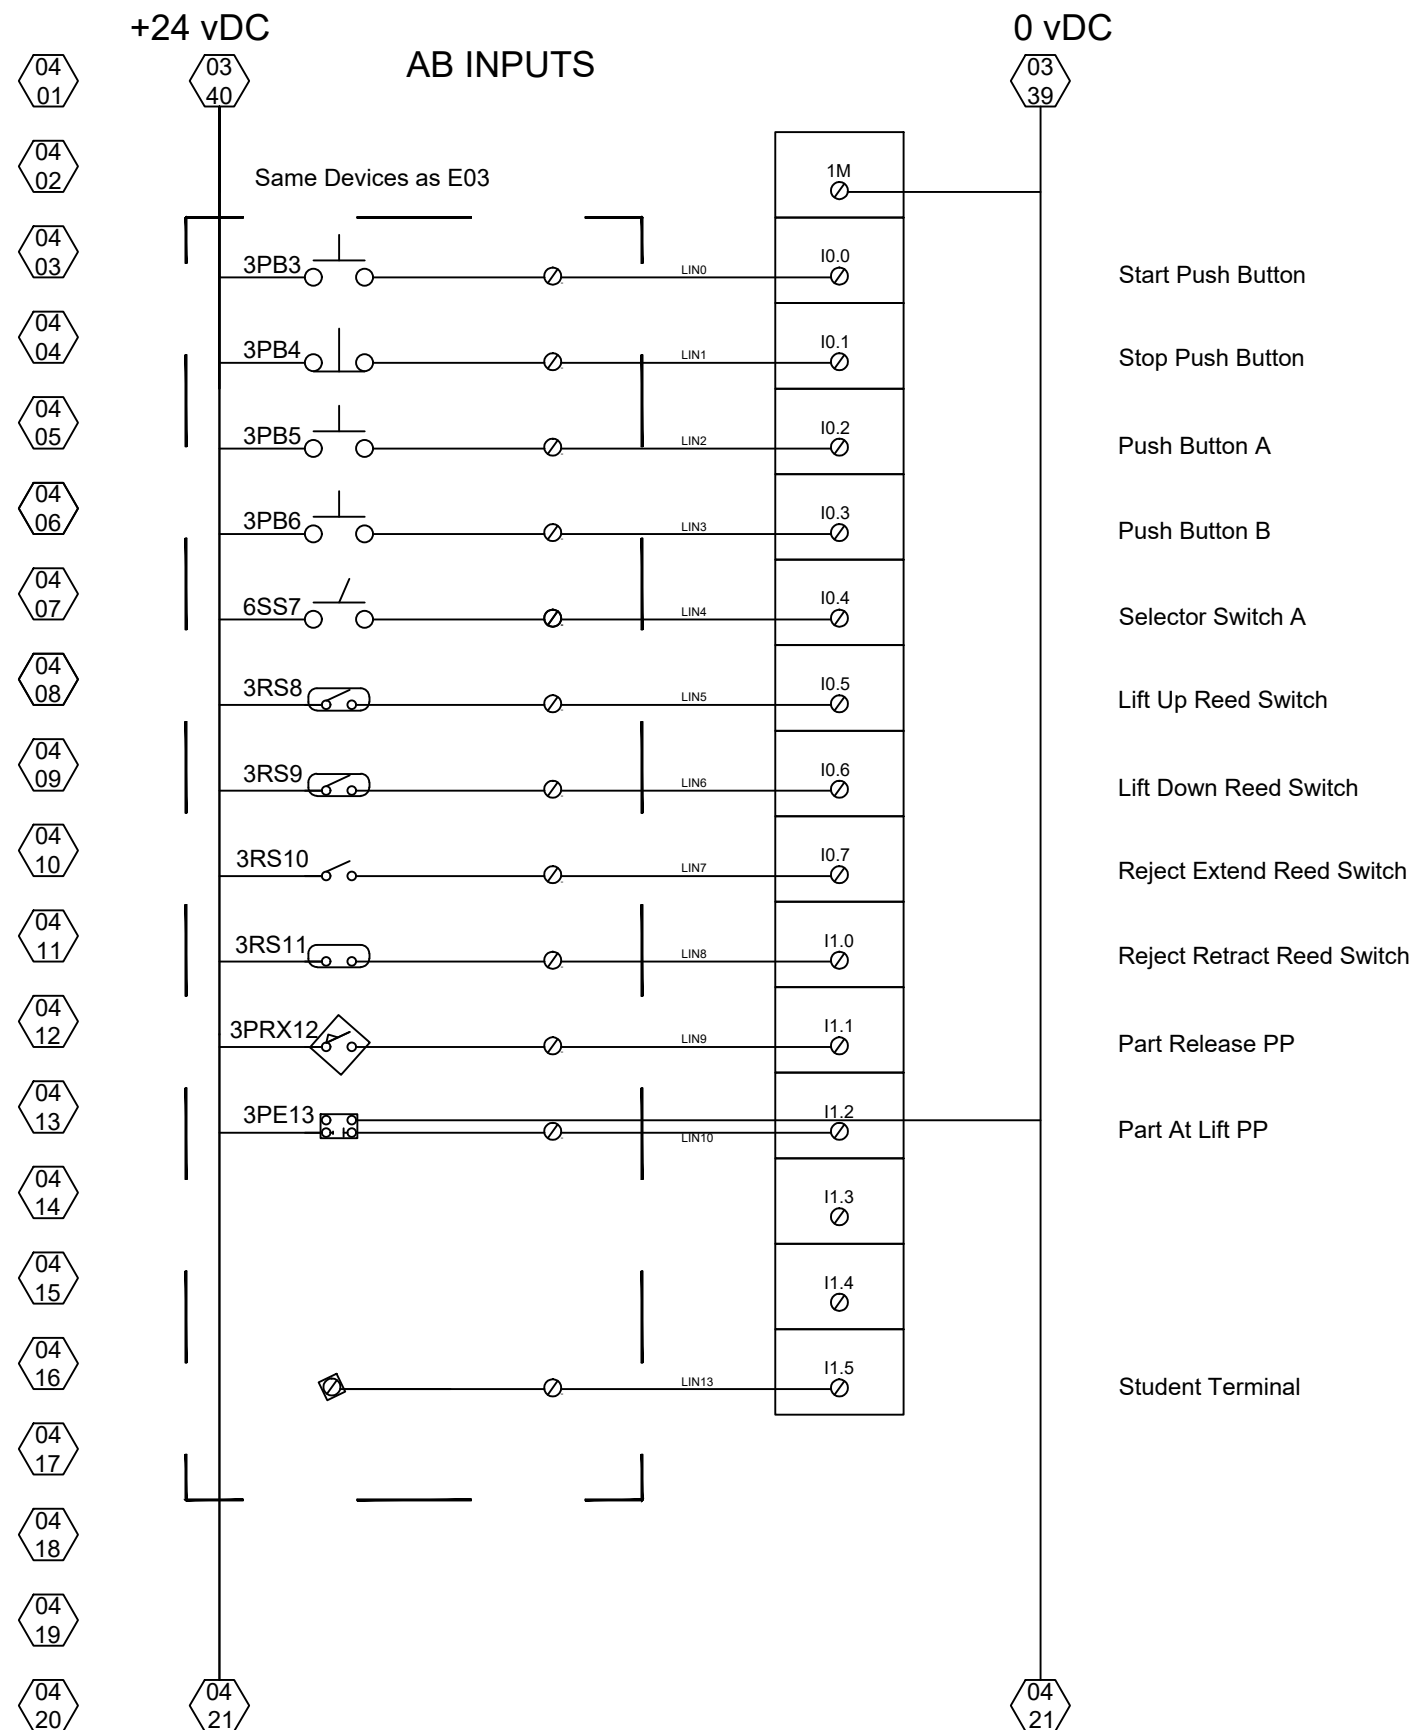 +24 vDC
0 vDC
AB INPUTS
04
01
03
40
03
39
04
02
Same Devices as E03
1M
04
03
3PB3
LIN0
I0.0
Start Push Button
04
04
3PB4
LIN1
I0.1
Stop Push Button
04
05
3PB5
LIN2
I0.2
Push Button A
04
06
3PB6
LIN3
I0.3
Push Button B
04
07
6SS7
LIN4
I0.4
Selector Switch A
04
08
3RS8
LIN5
I0.5
Lift Up Reed Switch
04
09
3RS9
LIN6
I0.6
Lift Down Reed Switch
04
10
3RS10
LIN7
I0.7
Reject Extend Reed Switch
04
11
3RS11
LIN8
I1.0
Reject Retract Reed Switch
04
12
3PRX12
LIN9
I1.1
Part Release PP
04
13
3PE13
LIN10
I1.2
Part At Lift PP
04
14
I1.3
04
15
I1.4
04
16
LIN13
I1.5
Student Terminal
04
17
04
18
04
19
04
20
04
21
04
21